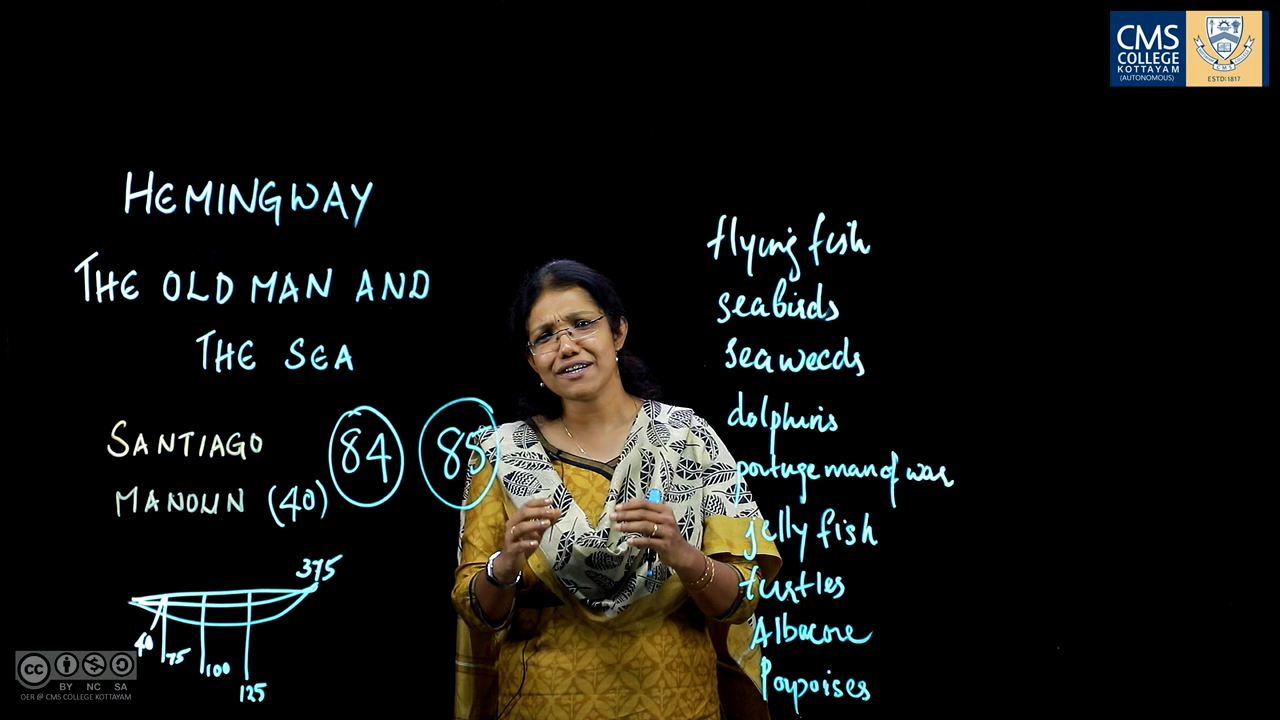 CMS
COLLEGE
KOTTAYAM
(AUTONOMOUS)
ESTD:1817
HEMINGWAY
THE OLD MAN AND
THE SEA
SANTIAGO
84
85
MANOLIN (40)
375
40
75
100
125
flying fish
seabirds
seaweeds
dolphins
portuge man of war
jelly fish
turtles
Albacore
Porpoises
cc
BY NC SA
OER @ CMS COLLEGE KOTTAYAM